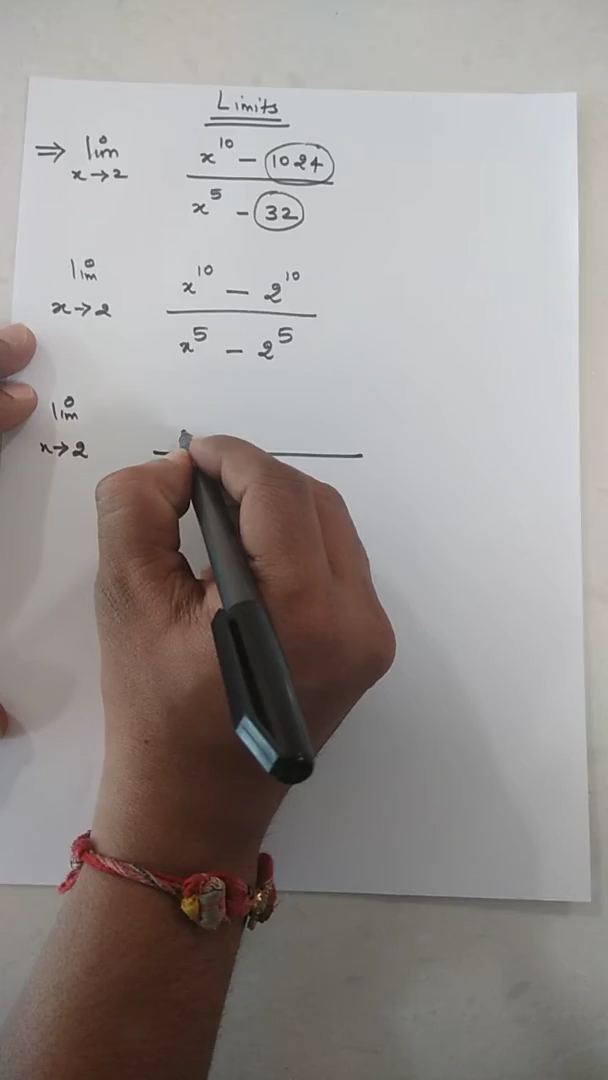 Limits
⇒ lim x→2 (x^10 − 1024) / (x^5 − 32)
lim x→2 (x^10 − 2^10) / (x^5 − 2^5)
lim x→2